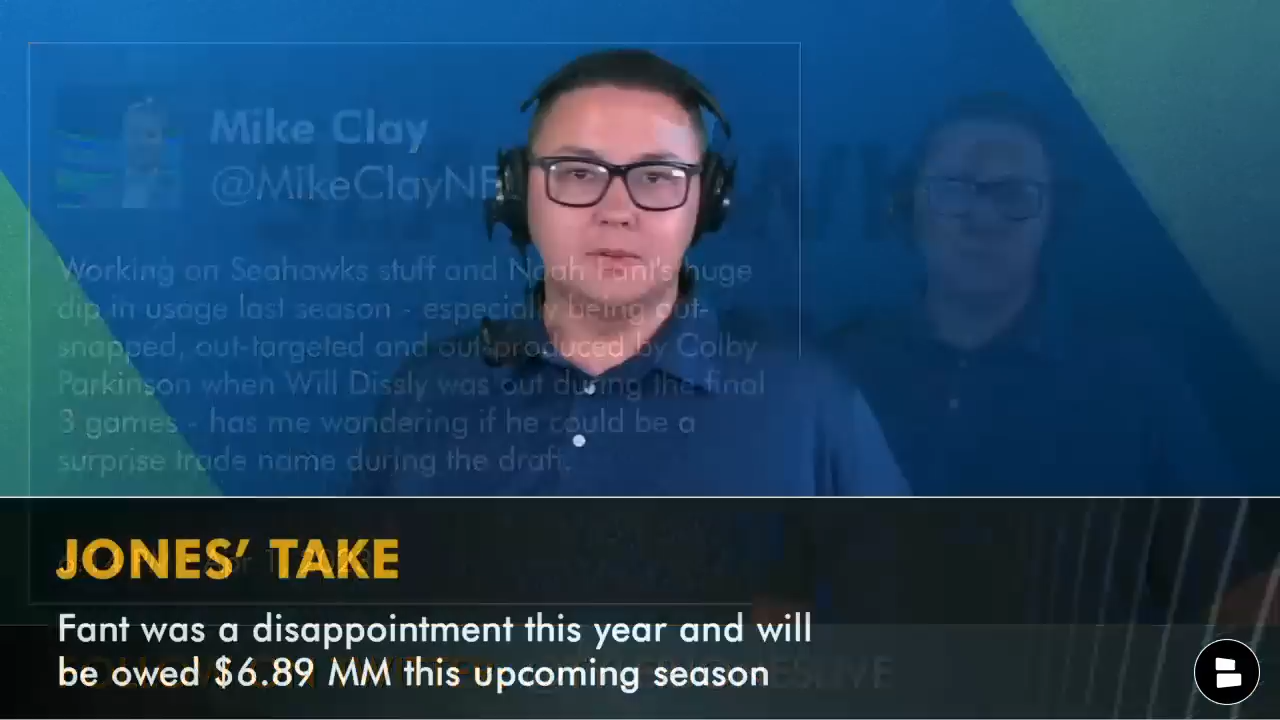 Mike Clay
@MikeClayNF
Working on Seahawks stuff and Noah Fant's huge
dip in usage last season - especially being out-
snapped, out-targeted and outproduced by Colby
Parkinson when Will Dissly was out during the final
3 games - has me wondering if he could be a
surprise trade name during the draft.
JONES' TAKE
Fant was a disappointment this year and will
be owed $6.89 MM this upcoming season